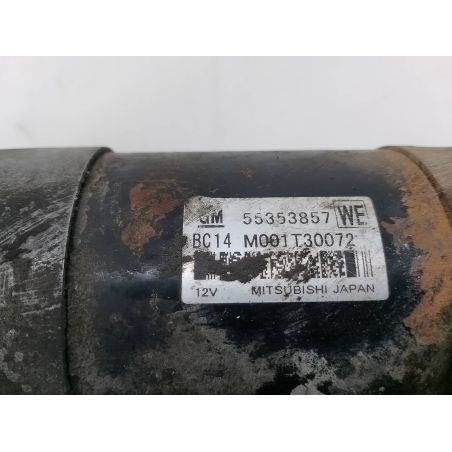 GM 55353857 WE
BC14 M001T30072
12V MITSUBISHI JAPAN